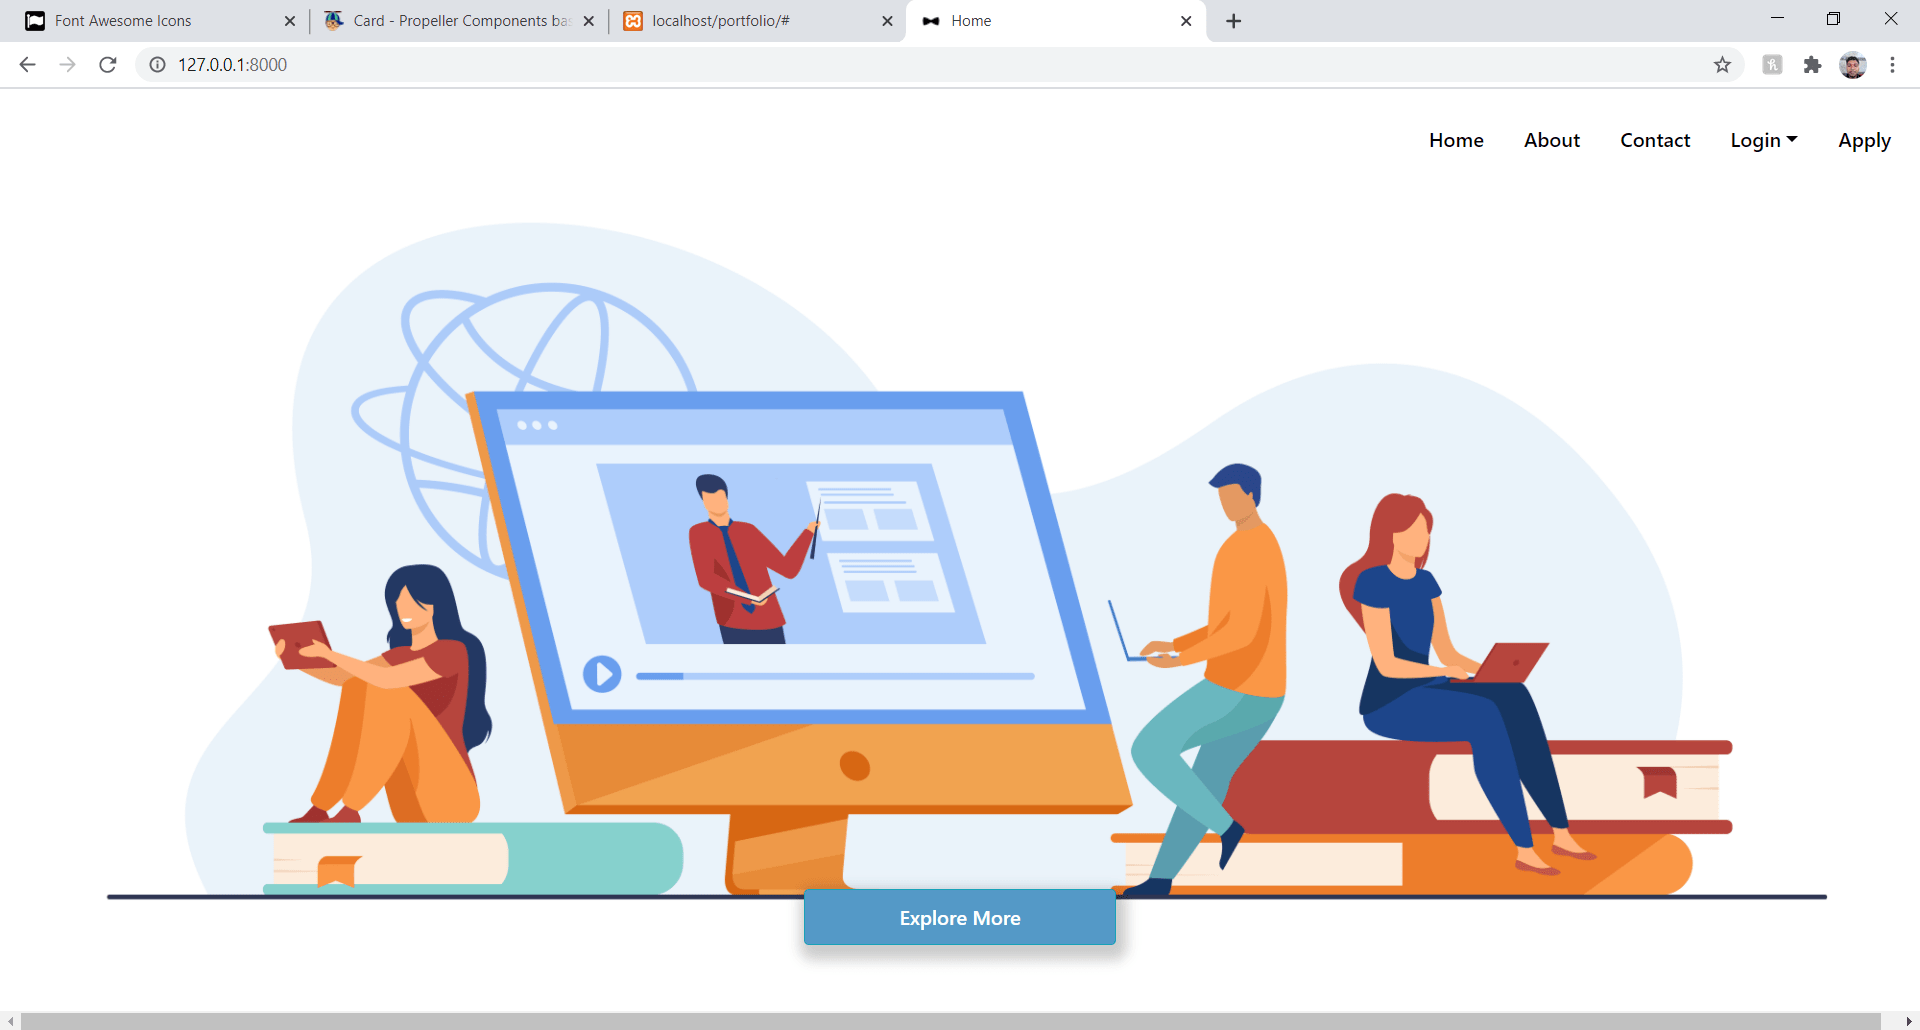 Font Awesome Icons
Card - Propeller Components ba
localhost/portfolio/#
Home
127.0.0.1:8000
Home About Contact Login Apply
Explore More